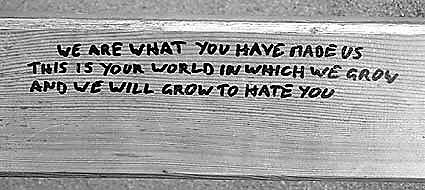 WE ARE WHAT YOU HAVE MADE US
THIS IS YOUR WORLD IN WHICH WE GROW
AND WE WILL GROW TO HATE YOU